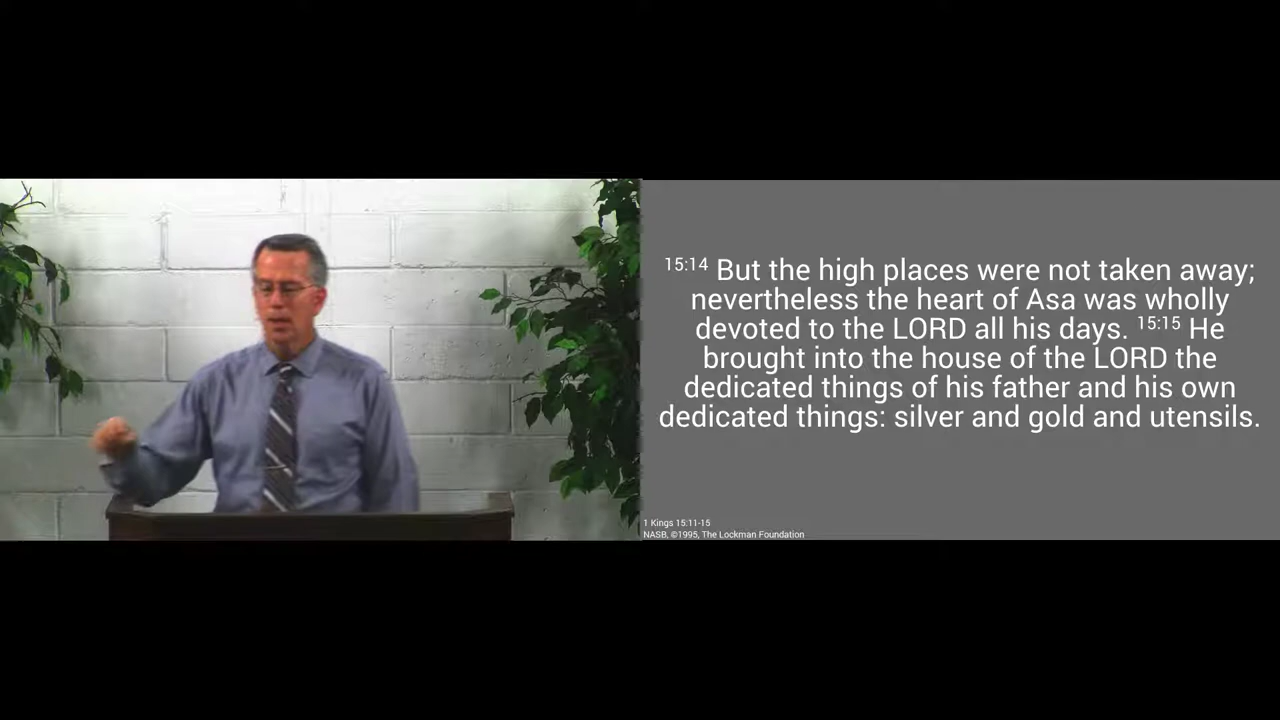 15:14 But the high places were not taken away;
nevertheless the heart of Asa was wholly
devoted to the LORD all his days. 15:15 He
brought into the house of the LORD the
dedicated things of his father and his own
dedicated things: silver and gold and utensils.
1 Kings 15:11-15
NASB, ©1995, The Lockman Foundation